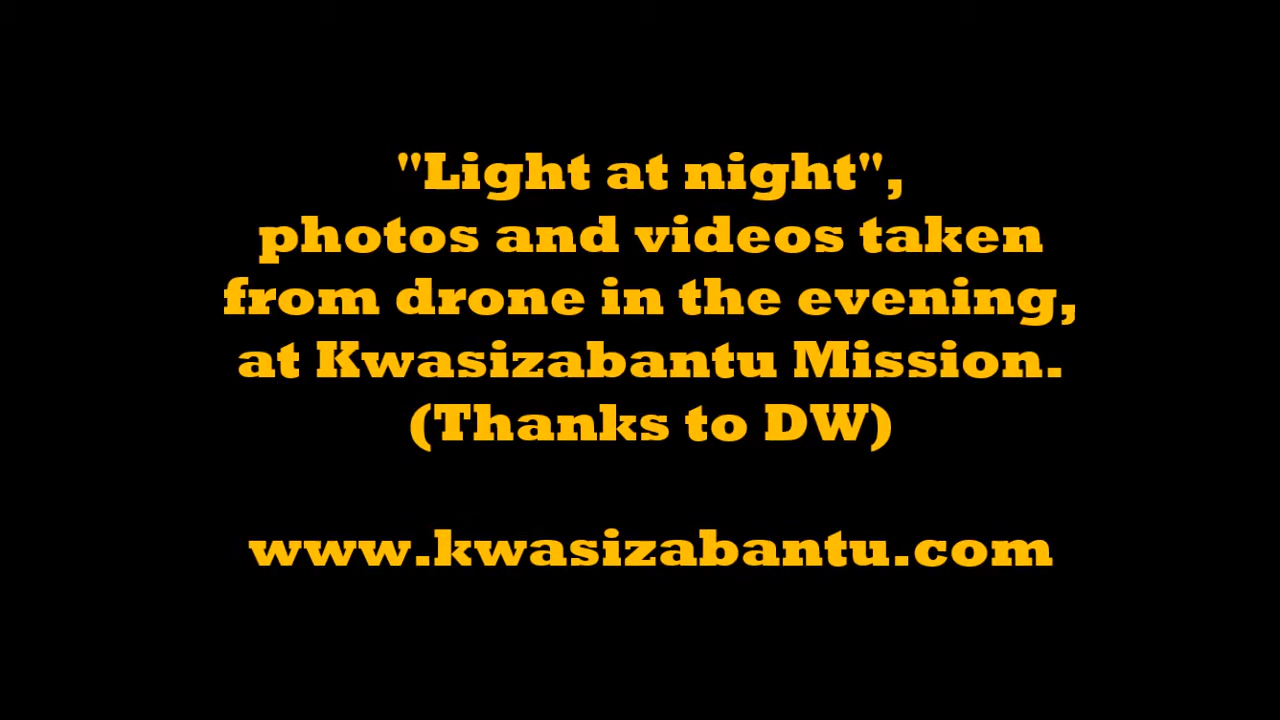 "Light at night",
photos and videos taken
from drone in the evening,
at Kwasizabantu Mission.
(Thanks to DW)
www.kwasizabantu.com